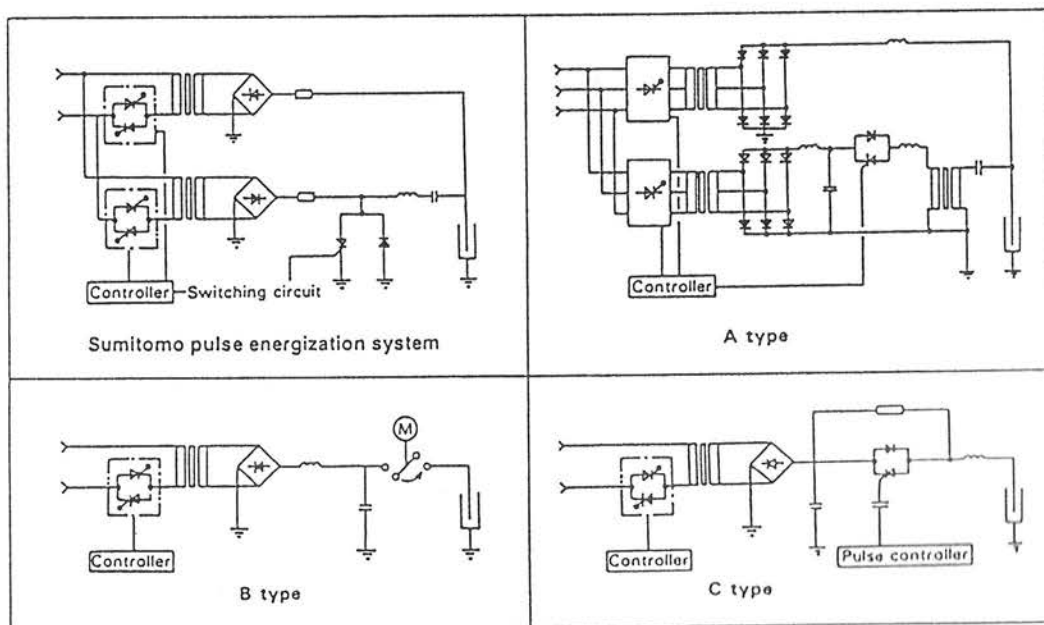 Controller
Switching circuit
Sumitomo pulse energization system
Controller
A type
M
Controller
B type
Controller
Pulse controller
C type